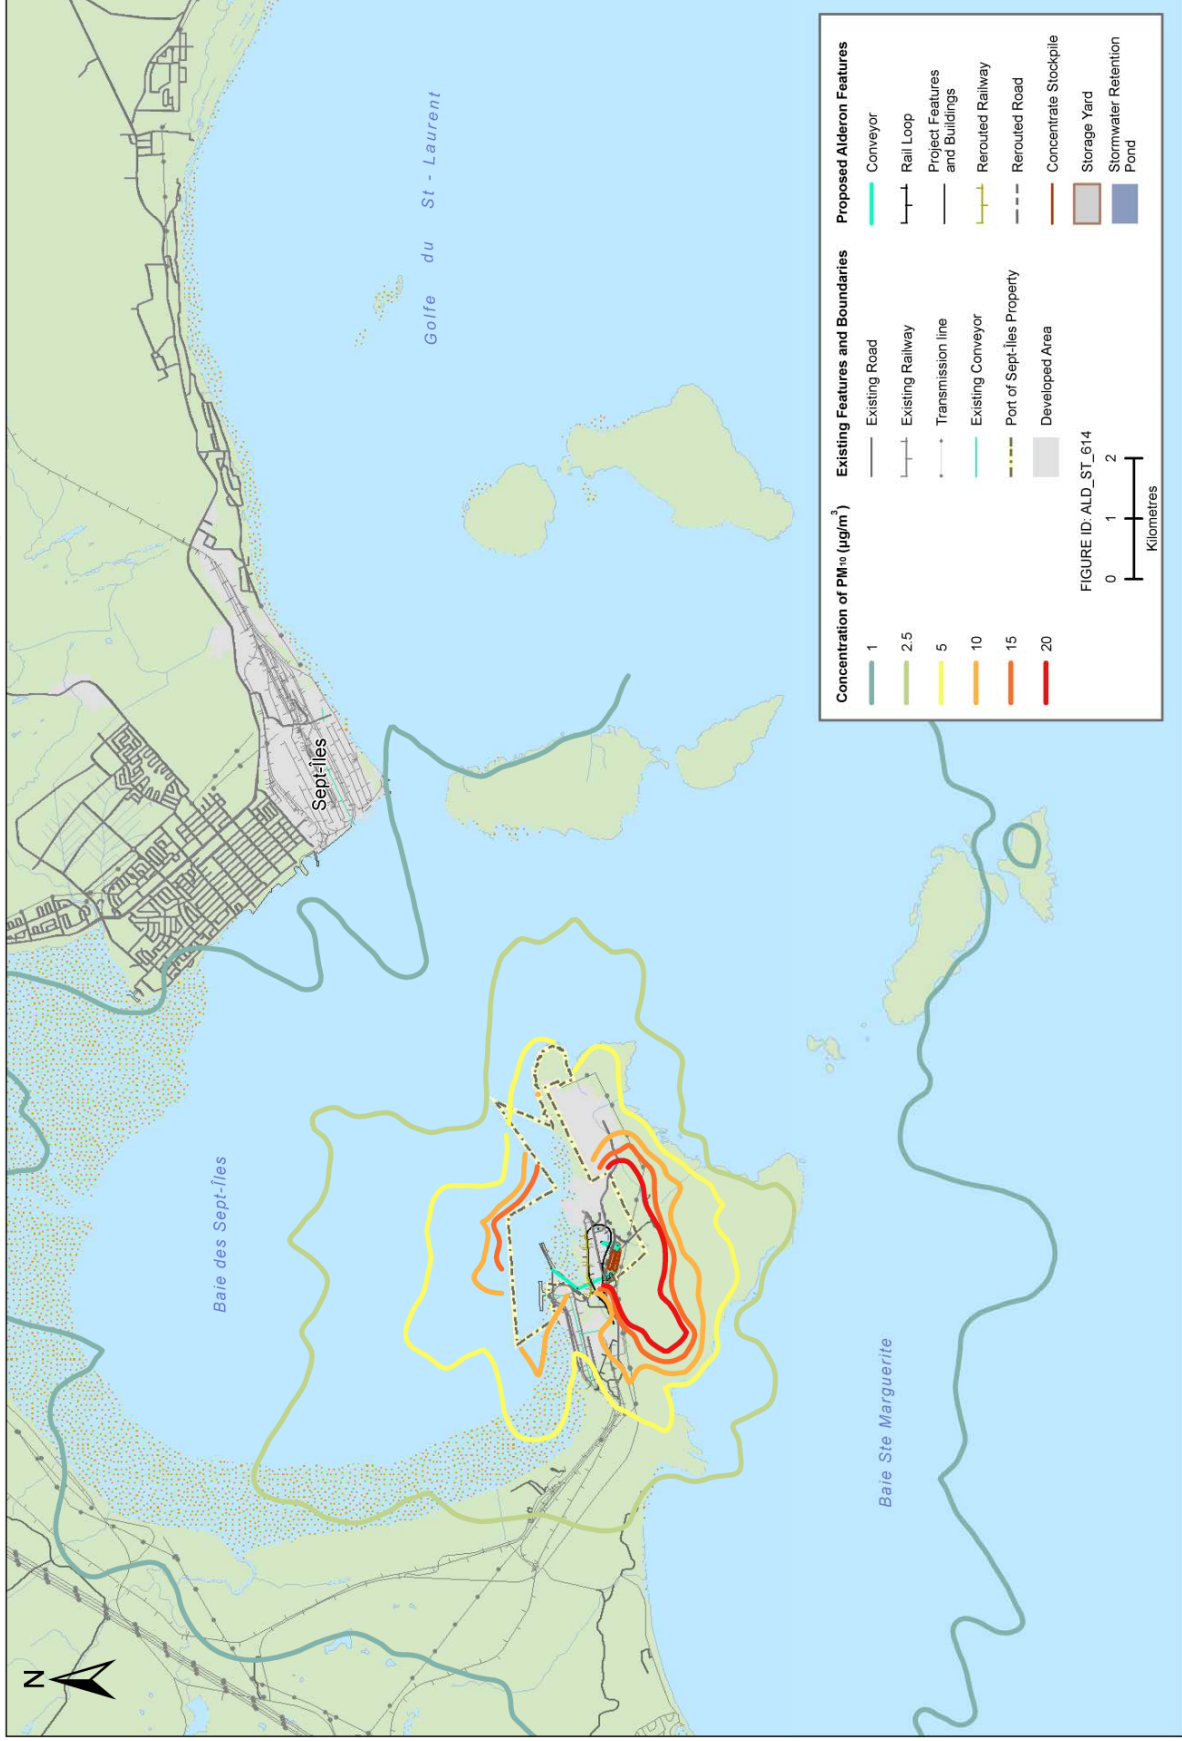 N
Baie des Sept-Îles
Sept-Îles
Golfe du St - Laurent
Baie Ste Marguerite
Concentration of PM10 (µg/m3)
1
2.5
5
10
15
20
Existing Features and Boundaries
Existing Road
Existing Railway
Transmission line
Existing Conveyor
Port of Sept-Îles Property
Developed Area
Proposed Alderon Features
Conveyor
Rail Loop
Project Features
and Buildings
Rerouted Railway
Rerouted Road
Concentrate Stockpile
Storage Yard
Stormwater Retention
Pond
FIGURE ID: ALD_ST_614
0 1 2
Kilometres